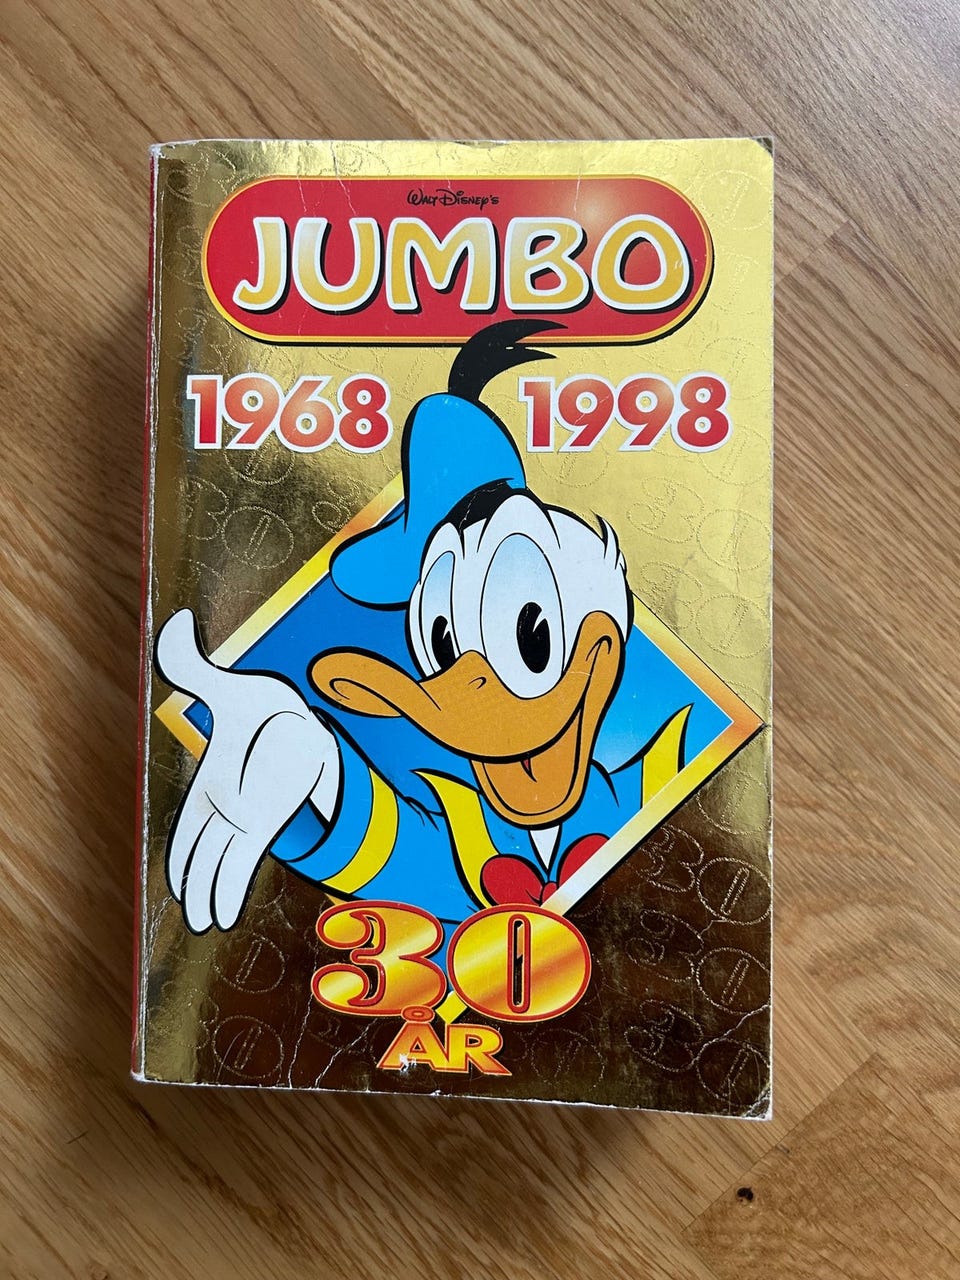 Walt Disney's
JUMBO
1968 1998
30
ÅR